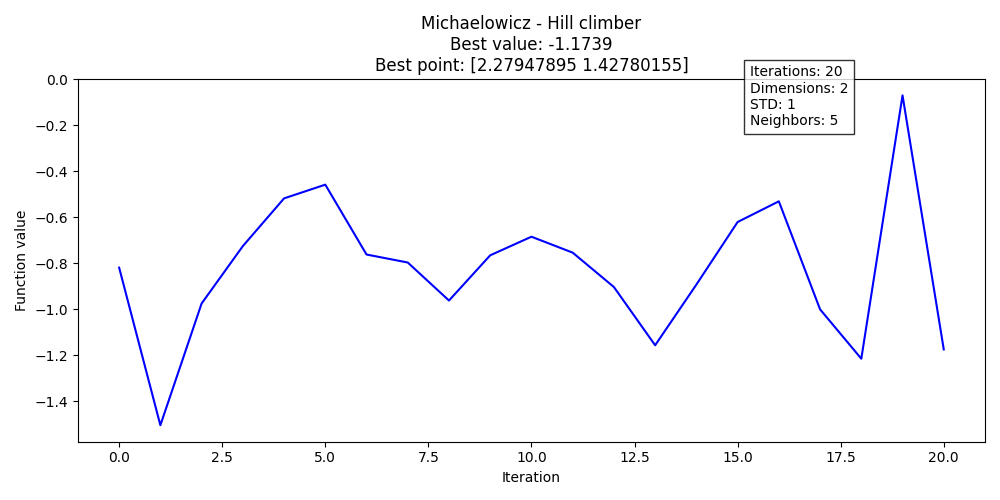 Michaelowicz - Hill climber
Best value: -1.1739
Best point: [2.27947895 1.42780155]
Iterations: 20
Dimensions: 2
STD: 1
Neighbors: 5
Function value
0.0
−0.2
−0.4
−0.6
−0.8
−1.0
−1.2
−1.4
0.0 2.5 5.0 7.5 10.0 12.5 15.0 17.5 20.0
Iteration